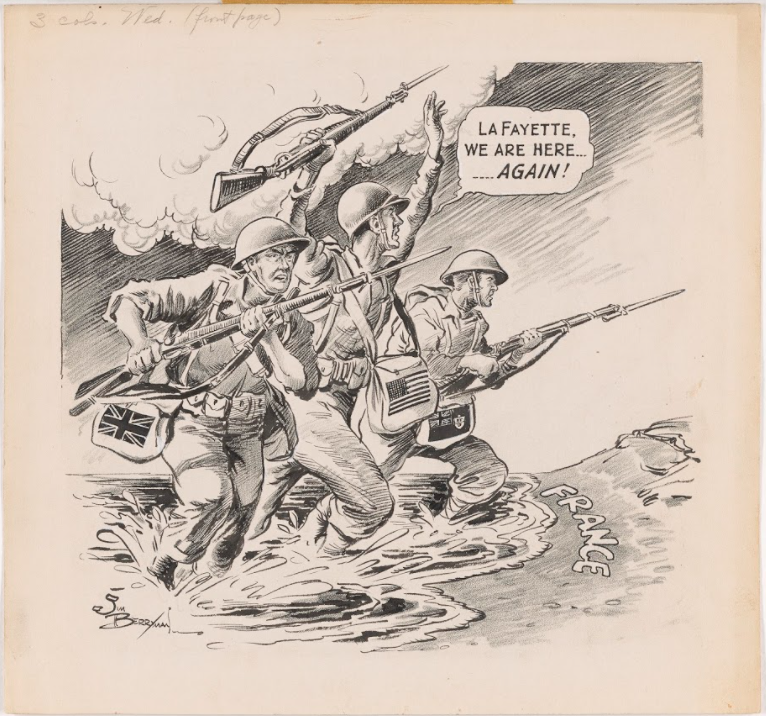 3 cols. Wed. (front page)
LA FAYETTE,
WE ARE HERE...
....AGAIN!
FRANCE
Jim
BERRYMAN